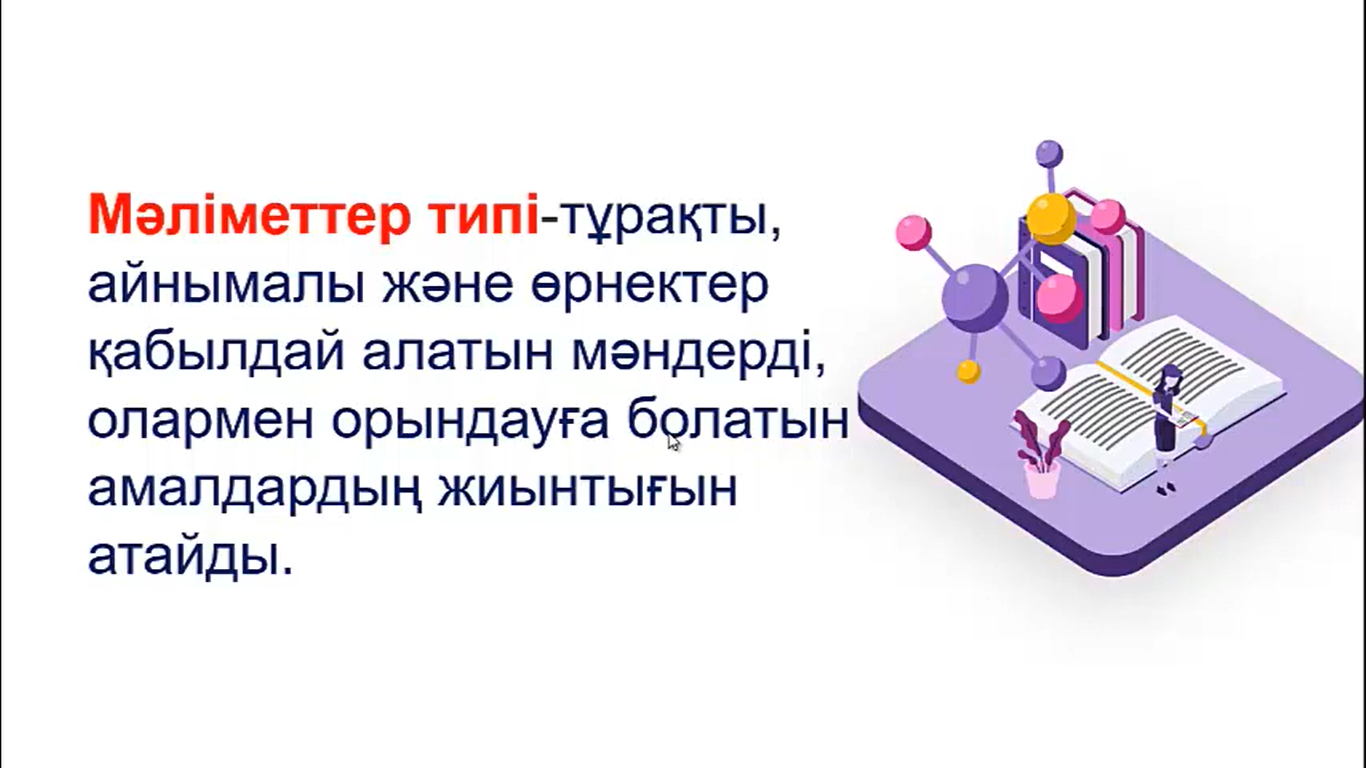 Мәліметтер типі-тұрақты,
айнымалы және өрнектер
қабылдай алатын мәндерді,
олармен орындауға болатын
амалдардың жиынтығын
атайды.